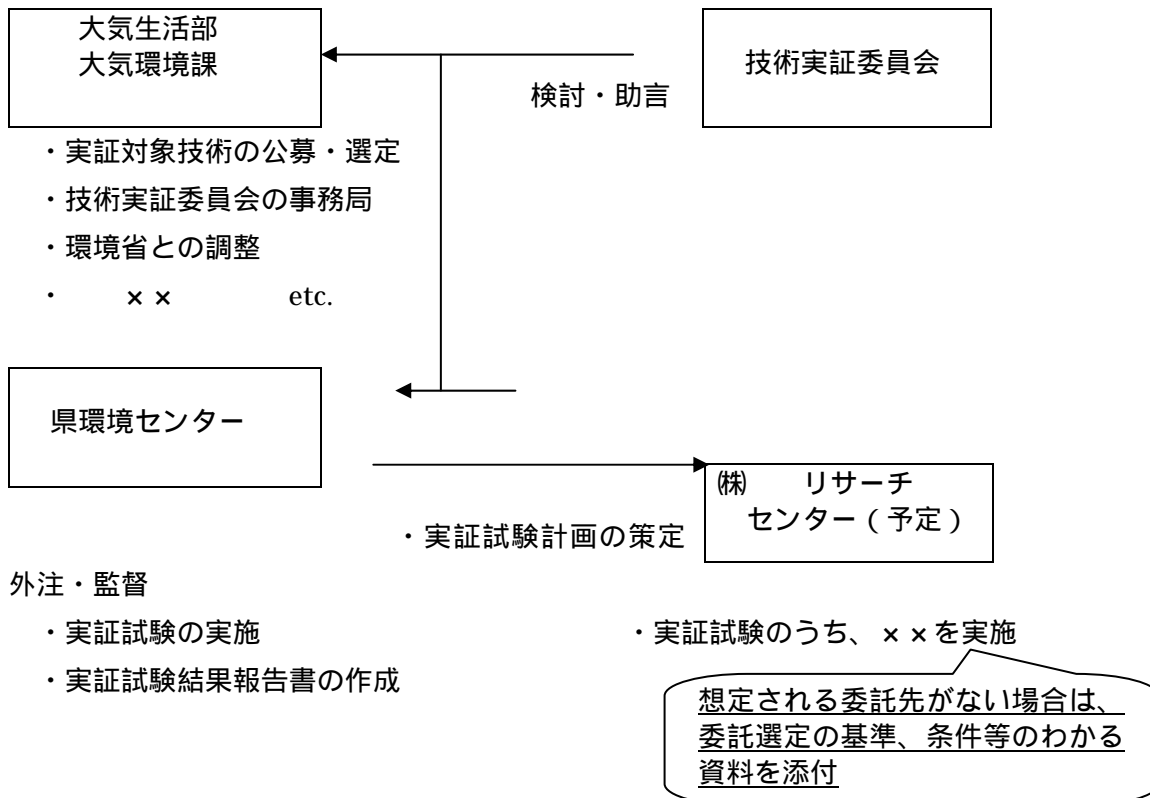 大気生活部
大気環境課
技術実証委員会
検討・助言
・実証対象技術の公募・選定
・技術実証委員会の事務局
・環境省との調整
・　　××　　　　etc.
県環境センター
㈱　　リサーチ
センター（予定）
・実証試験計画の策定
外注・監督
・実証試験の実施
・実証試験結果報告書の作成
・実証試験のうち、××を実施
想定される委託先がない場合は、
委託選定の基準、条件等のわかる
資料を添付